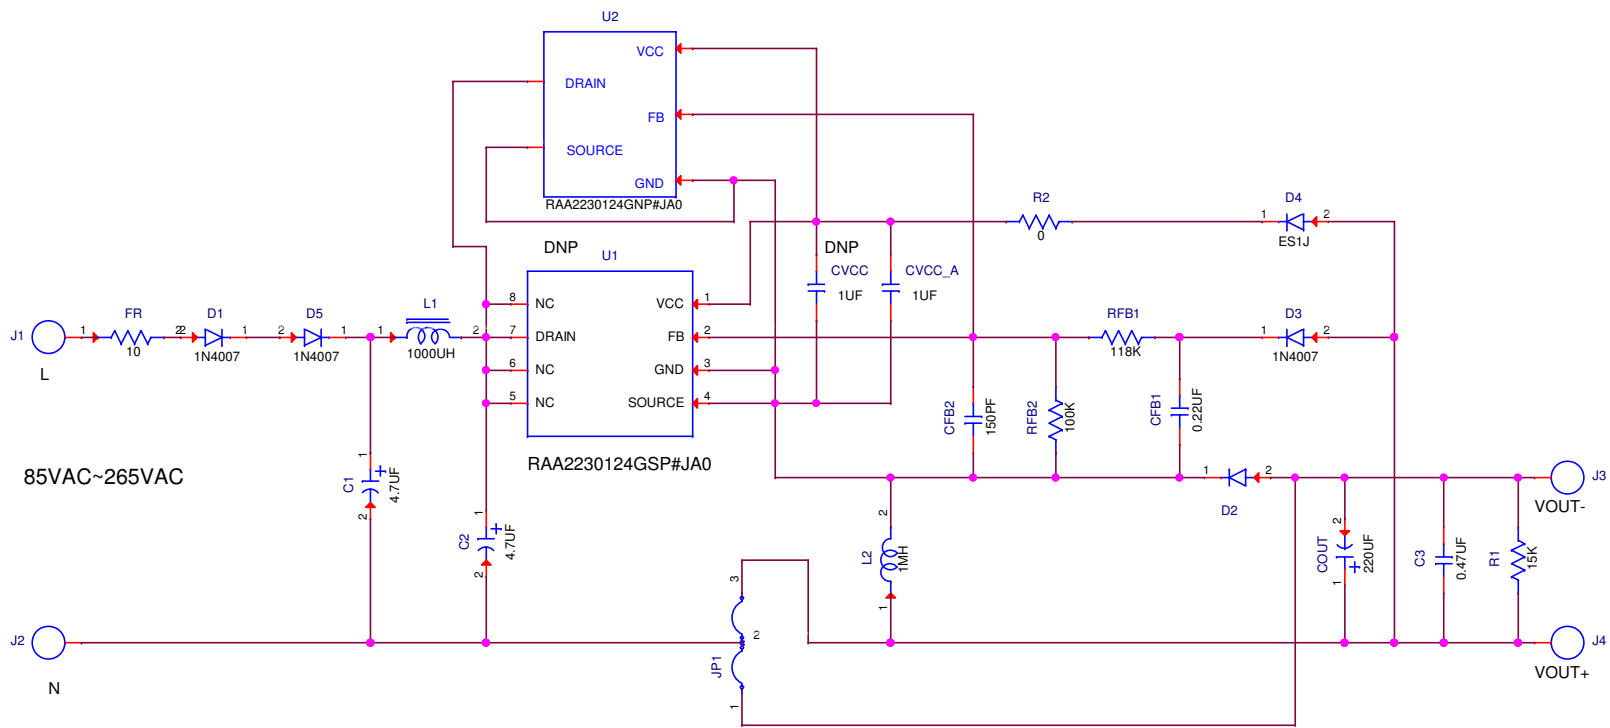 U2
VCC
DRAIN
FB
SOURCE
GND
RAA2230124GNP#JA0
DNP
U1
8 NC
7 DRAIN
6 NC
5 NC
VCC 1
FB 2
GND 3
SOURCE 4
RAA2230124GSP#JA0
J1
L
1 FR 2
10
2 D1 1
1N4007
2 D5 1
1N4007
1 L1 2
1000UH
85VAC~265VAC
1
C1
4.7UF
2
1
C2
4.7UF
2
J2
N
DNP
CVCC
1UF
CVCC_A
1UF
R2
0
1 D4 2
ES1J
RFB1
118K
1 D3 2
1N4007
CFB2
150PF
RFB2
100K
CFB1
0.22UF
1 2
D2
2
L2
1MH
1
3
2
JP1
1
2
COUT
220UF
1
C3
0.47UF
R1
15K
J3
VOUT-
J4
VOUT+